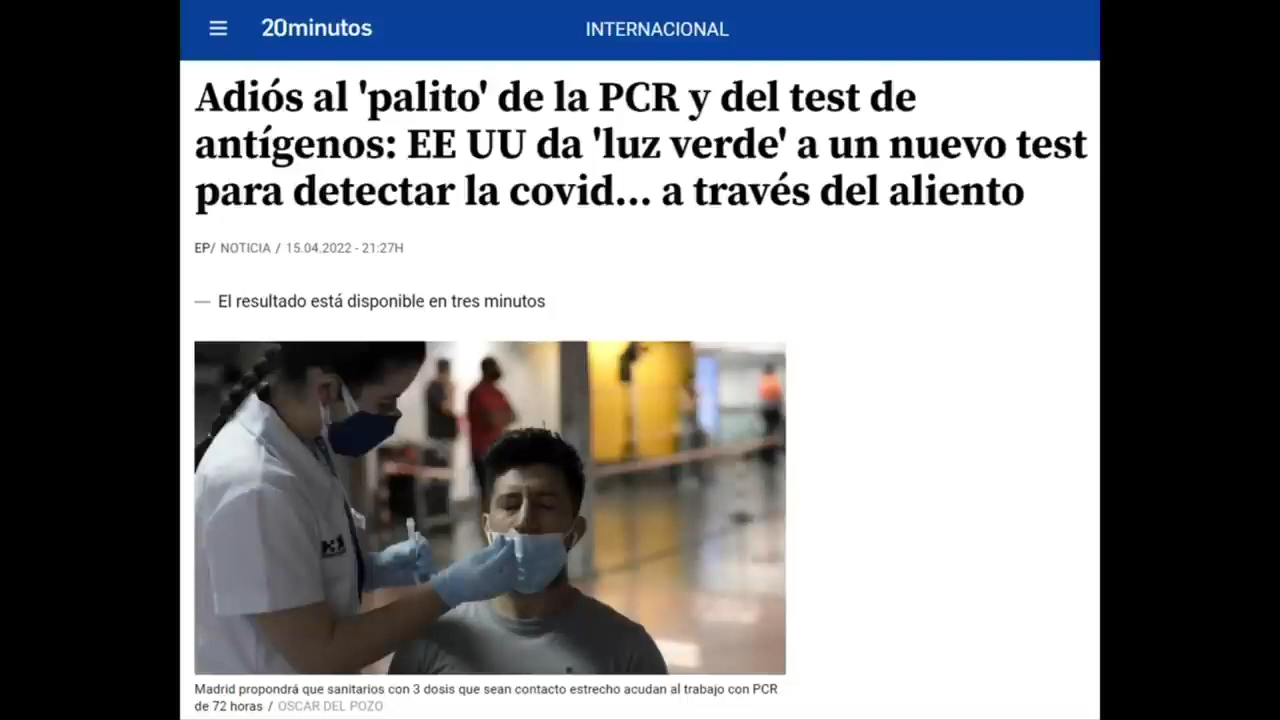 20minutos
INTERNACIONAL
Adiós al 'palito' de la PCR y del test de
antígenos: EE UU da 'luz verde' a un nuevo test
para detectar la covid... a través del aliento
EP/ NOTICIA / 15.04.2022 - 21:27H
— El resultado está disponible en tres minutos
Madrid propondrá que sanitarios con 3 dosis que sean contacto estrecho acudan al trabajo con PCR
de 72 horas / OSCAR DEL POZO